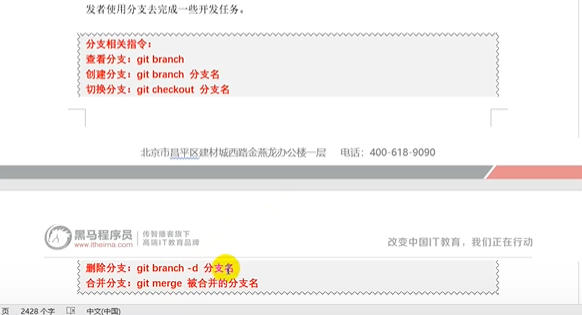 发者使用分支去完成一些开发任务。
分支相关指令：
查看分支：git branch
创建分支：git branch 分支名
切换分支：git checkout 分支名
北京市昌平区建材城西路金燕龙办公楼一层 电话：400-618-9090
黑马程序员
www.itheima.com
传智播客旗下
高端IT教育品牌
改变中国IT教育，我们正在行动
删除分支：git branch -d 分支名
合并分支：git merge 被合并的分支名
页 2428 个字 中文(中国)